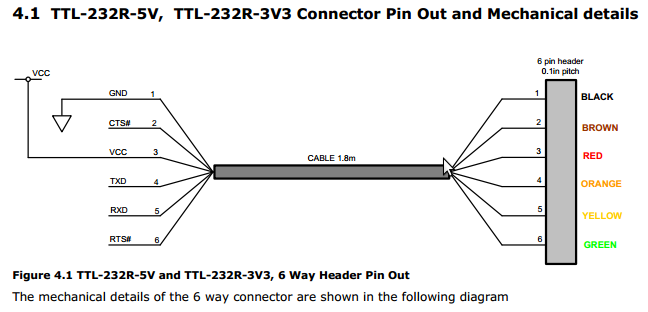 4.1 TTL-232R-5V, TTL-232R-3V3 Connector Pin Out and Mechanical details
6 pin header
0.1in pitch
VCC
GND 1
1 BLACK
CTS# 2
2 BROWN
VCC 3
3 RED
CABLE 1.8m
TXD 4
4 ORANGE
RXD 5
5 YELLOW
RTS# 6
6 GREEN
Figure 4.1 TTL-232R-5V and TTL-232R-3V3, 6 Way Header Pin Out
The mechanical details of the 6 way connector are shown in the following diagram